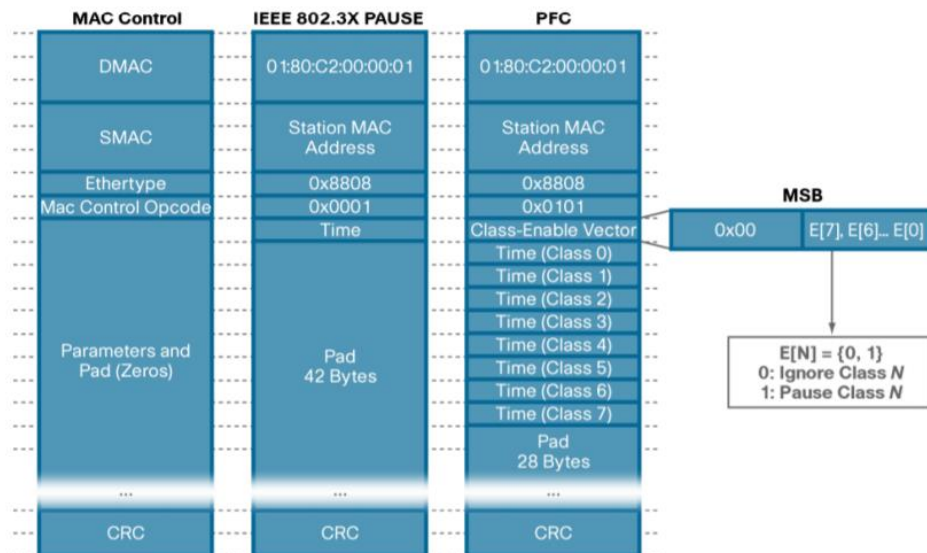 MAC Control
IEEE 802.3X PAUSE
PFC
DMAC
01:80:C2:00:00:01
01:80:C2:00:00:01
SMAC
Station MAC
Address
Station MAC
Address
Ethertype
0x8808
0x8808
Mac Control Opcode
0x0001
0x0101
MSB
Time
Class-Enable Vector
0x00
E[7], E[6]... E[0]
Time (Class 0)
Time (Class 1)
Time (Class 2)
Time (Class 3)
Time (Class 4)
Time (Class 5)
Time (Class 6)
Time (Class 7)
Parameters and
Pad (Zeros)
Pad
42 Bytes
E[N] = {0, 1}
0: Ignore Class N
1: Pause Class N
Pad
28 Bytes
...
...
...
CRC
CRC
CRC